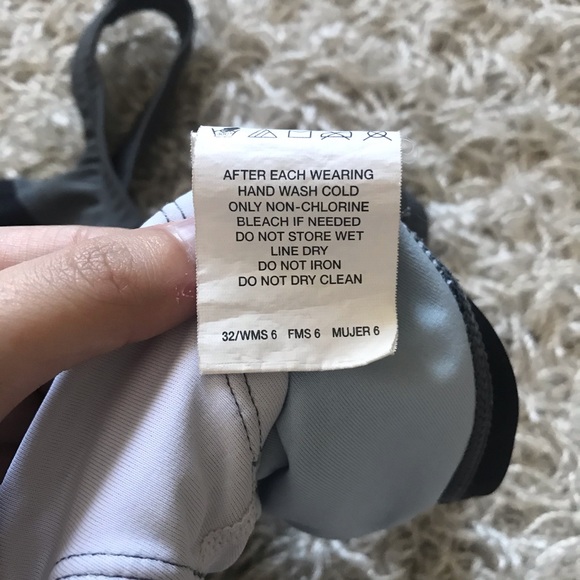 AFTER EACH WEARING
HAND WASH COLD
ONLY NON-CHLORINE
BLEACH IF NEEDED
DO NOT STORE WET
LINE DRY
DO NOT IRON
DO NOT DRY CLEAN
32/WMS 6 FMS 6 MUJER 6